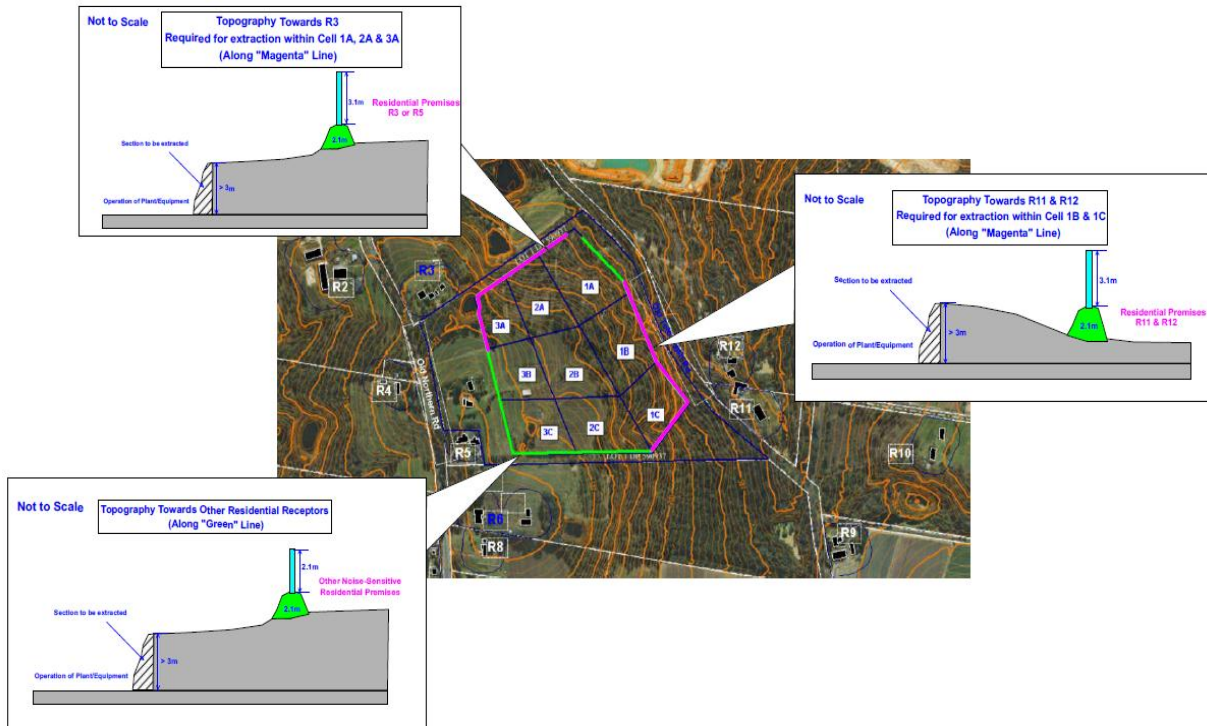 Not to Scale
Topography Towards R3
Required for extraction within Cell 1A, 2A & 3A
(Along "Magenta" Line)
3.1m
Residential Premises
R3 or R5
2.1m
Section to be extracted
> 3m
Operation of Plant/Equipment
Not to Scale
Topography Towards R11 & R12
Required for extraction within Cell 1B & 1C
(Along "Magenta" Line)
3.1m
Section to be extracted
Residential Premises
R11 & R12
2.1m
> 3m
Operation of Plant/Equipment
R2
R3
1A
2A
3A
1B
R12
3B
2B
R4
Old Northern Rd
R11
1C
3C
2C
R5
R10
R6
R8
R9
Not to Scale
Topography Towards Other Residential Receptors
(Along "Green" Line)
2.1m
Other Noise-Sensitive
Residential Premises
2.1m
Section to be extracted
> 3m
Operation of Plant/Equipment